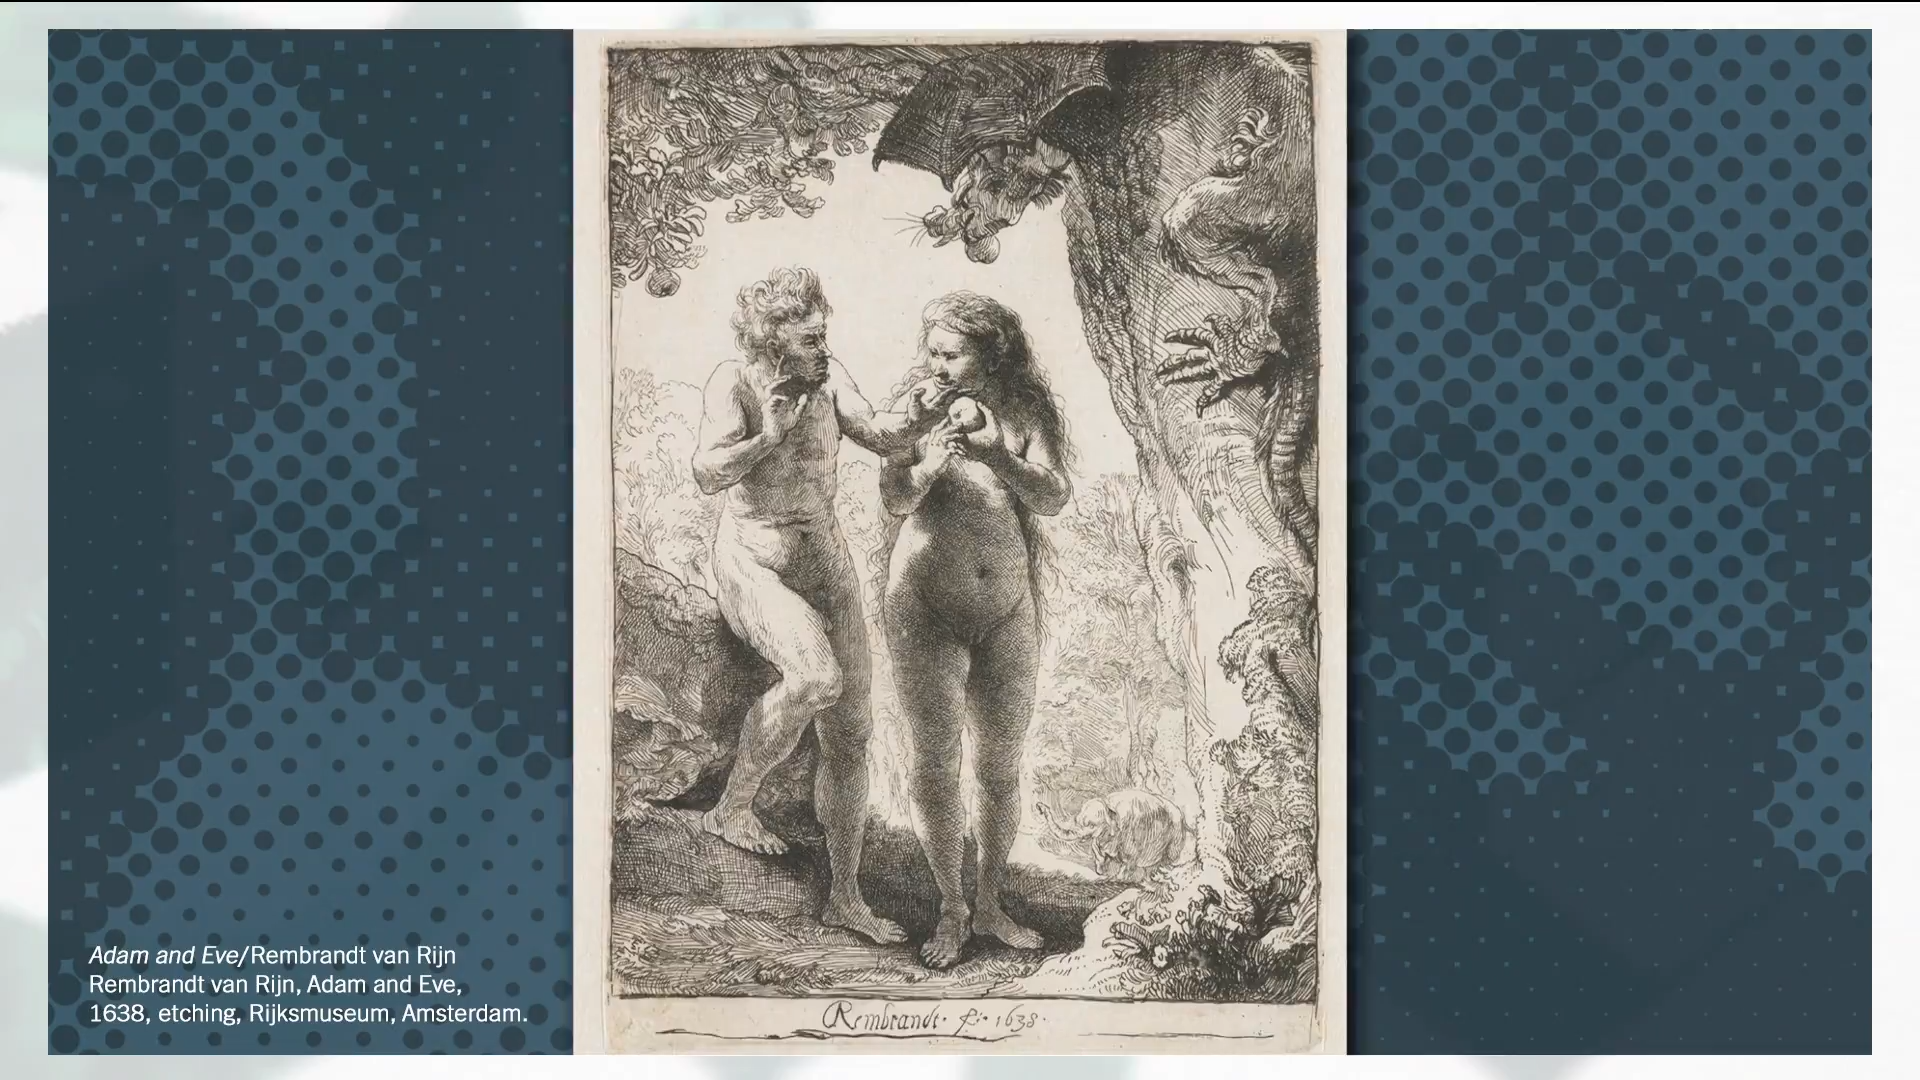 Rembrandt. f. 1638.
Adam and Eve/Rembrandt van Rijn
Rembrandt van Rijn, Adam and Eve,
1638, etching, Rijksmuseum, Amsterdam.